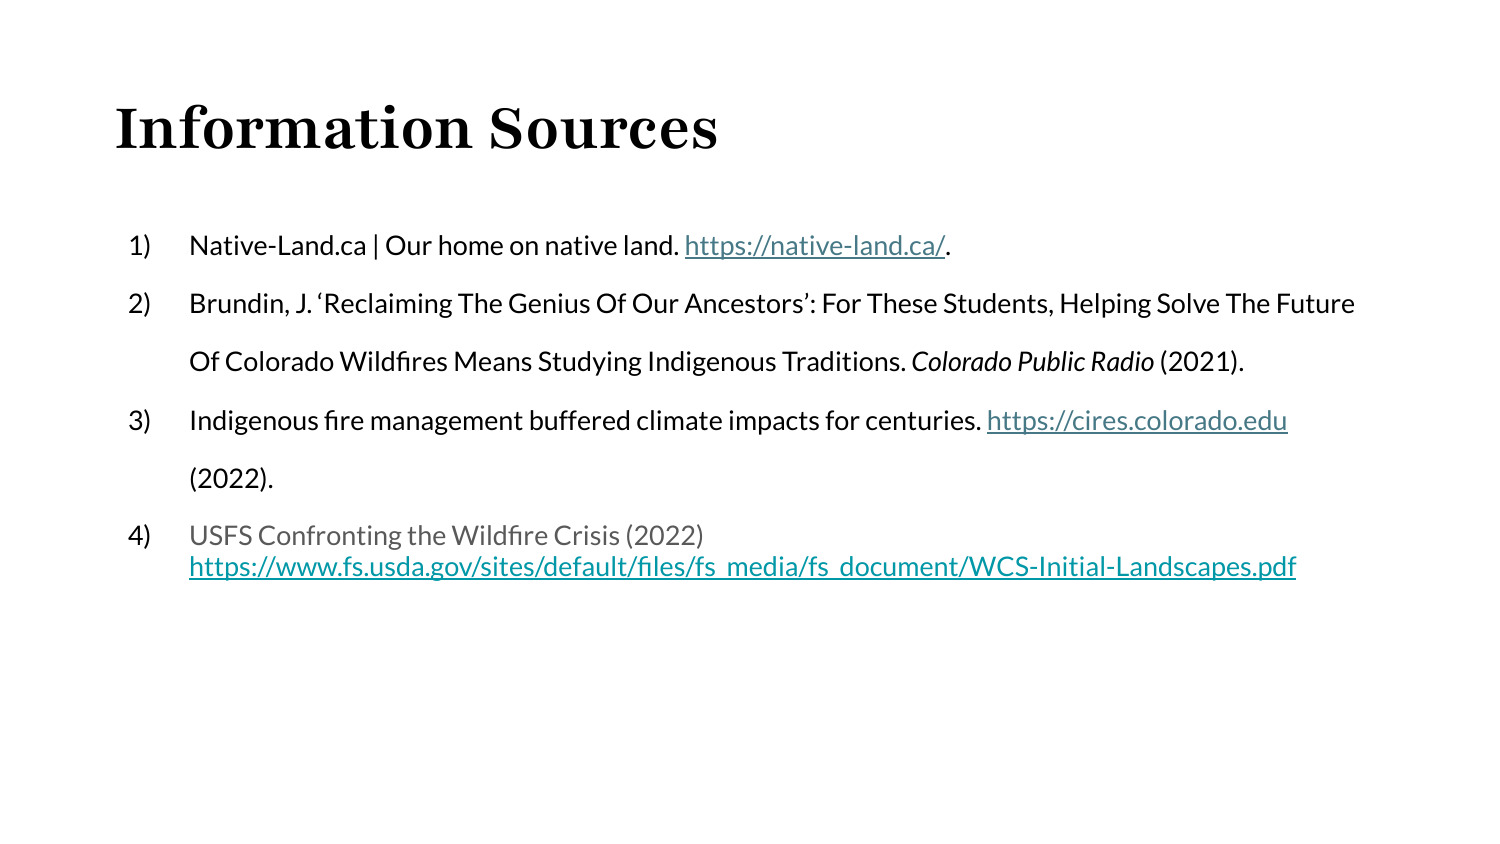 Information Sources
1) Native-Land.ca | Our home on native land. https://native-land.ca/.
2) Brundin, J. ‘Reclaiming The Genius Of Our Ancestors’: For These Students, Helping Solve The Future
Of Colorado Wildfires Means Studying Indigenous Traditions. Colorado Public Radio (2021).
3) Indigenous fire management buffered climate impacts for centuries. https://cires.colorado.edu
(2022).
4) USFS Confronting the Wildfire Crisis (2022)
https://www.fs.usda.gov/sites/default/files/fs_media/fs_document/WCS-Initial-Landscapes.pdf